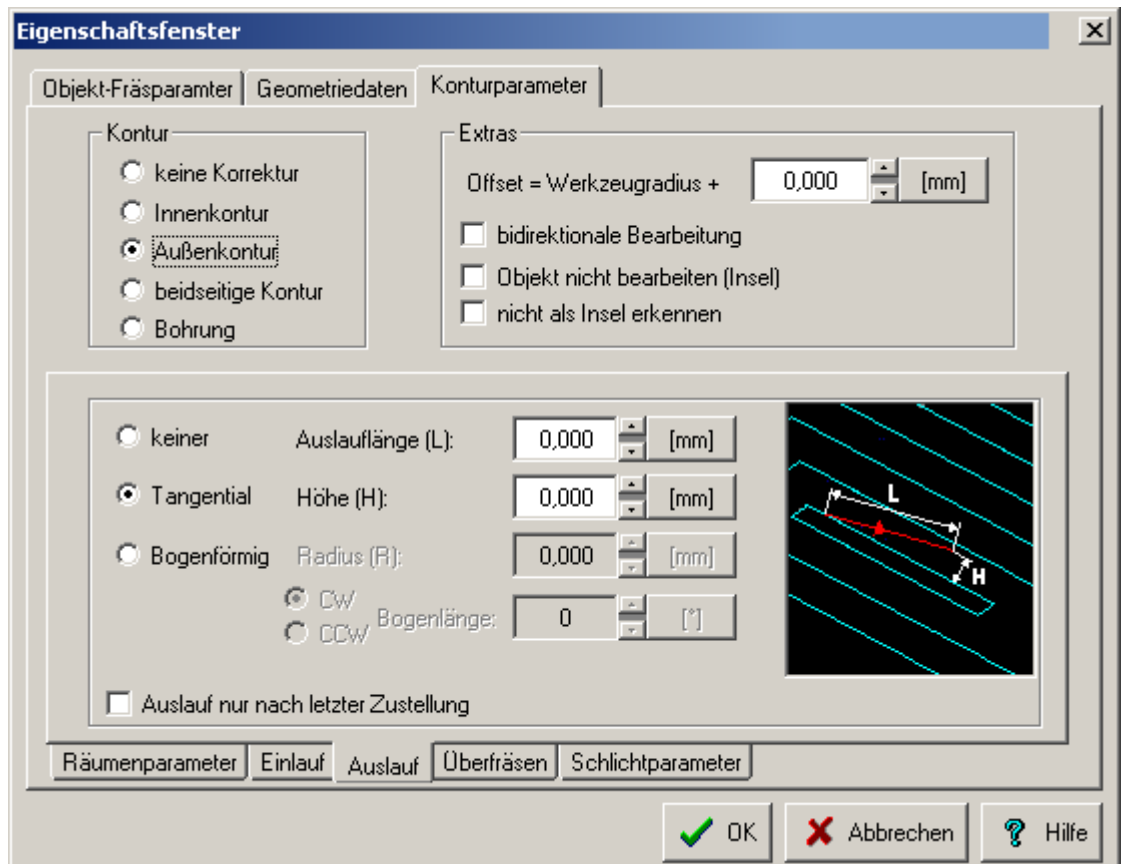 Eigenschaftsfenster
Objekt-Fräsparamter
Geometriedaten
Konturparameter
Kontur
keine Korrektur
Innenkontur
Außenkontur
beidseitige Kontur
Bohrung
Extras
Offset = Werkzeugradius + 0,000 [mm]
bidirektionale Bearbeitung
Objekt nicht bearbeiten (Insel)
nicht als Insel erkennen
keiner Auslauflänge (L): 0,000 [mm]
Tangential Höhe (H): 0,000 [mm]
Bogenförmig Radius (R): 0,000 [mm]
CW
CCW
Bogenlänge: 0 [°]
L
H
Auslauf nur nach letzter Zustellung
Räumenparameter
Einlauf
Auslauf
Überfräsen
Schlichtparameter
OK
Abbrechen
Hilfe